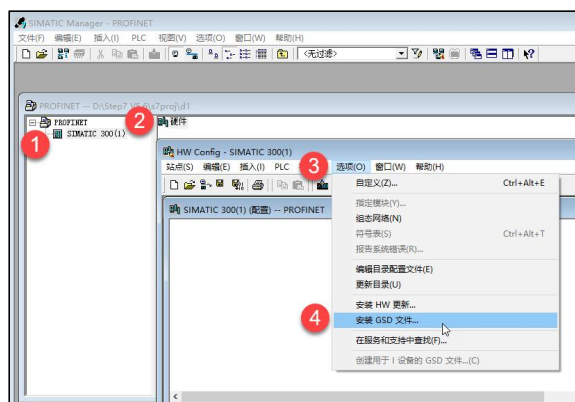 SIMATIC Manager - PROFINET
文件(F) 编辑(E) 插入(I) PLC 视图(V) 选项(O) 窗口(W) 帮助(H)
<无过滤>
PROFINET -- D:\Step7 V5.6\s7proj\d1
PROFINET
SIMATIC 300(1)
1
2
硬件
HW Config - SIMATIC 300(1)
站点(S) 编辑(E) 插入(I) PLC 选项(O) 窗口(W) 帮助(H)
3
SIMATIC 300(1) (配置) -- PROFINET
自定义(Z)... Ctrl+Alt+E
指定模块(Y)...
组态网络(N)
符号表(S) Ctrl+Alt+T
报告系统错误(R)...
编辑目录配置文件(E)
更新目录(U)
安装 HW 更新...
4
安装 GSD 文件...
在服务和支持中查找(F)...
创建用于 I 设备的 GSD 文件...(C)